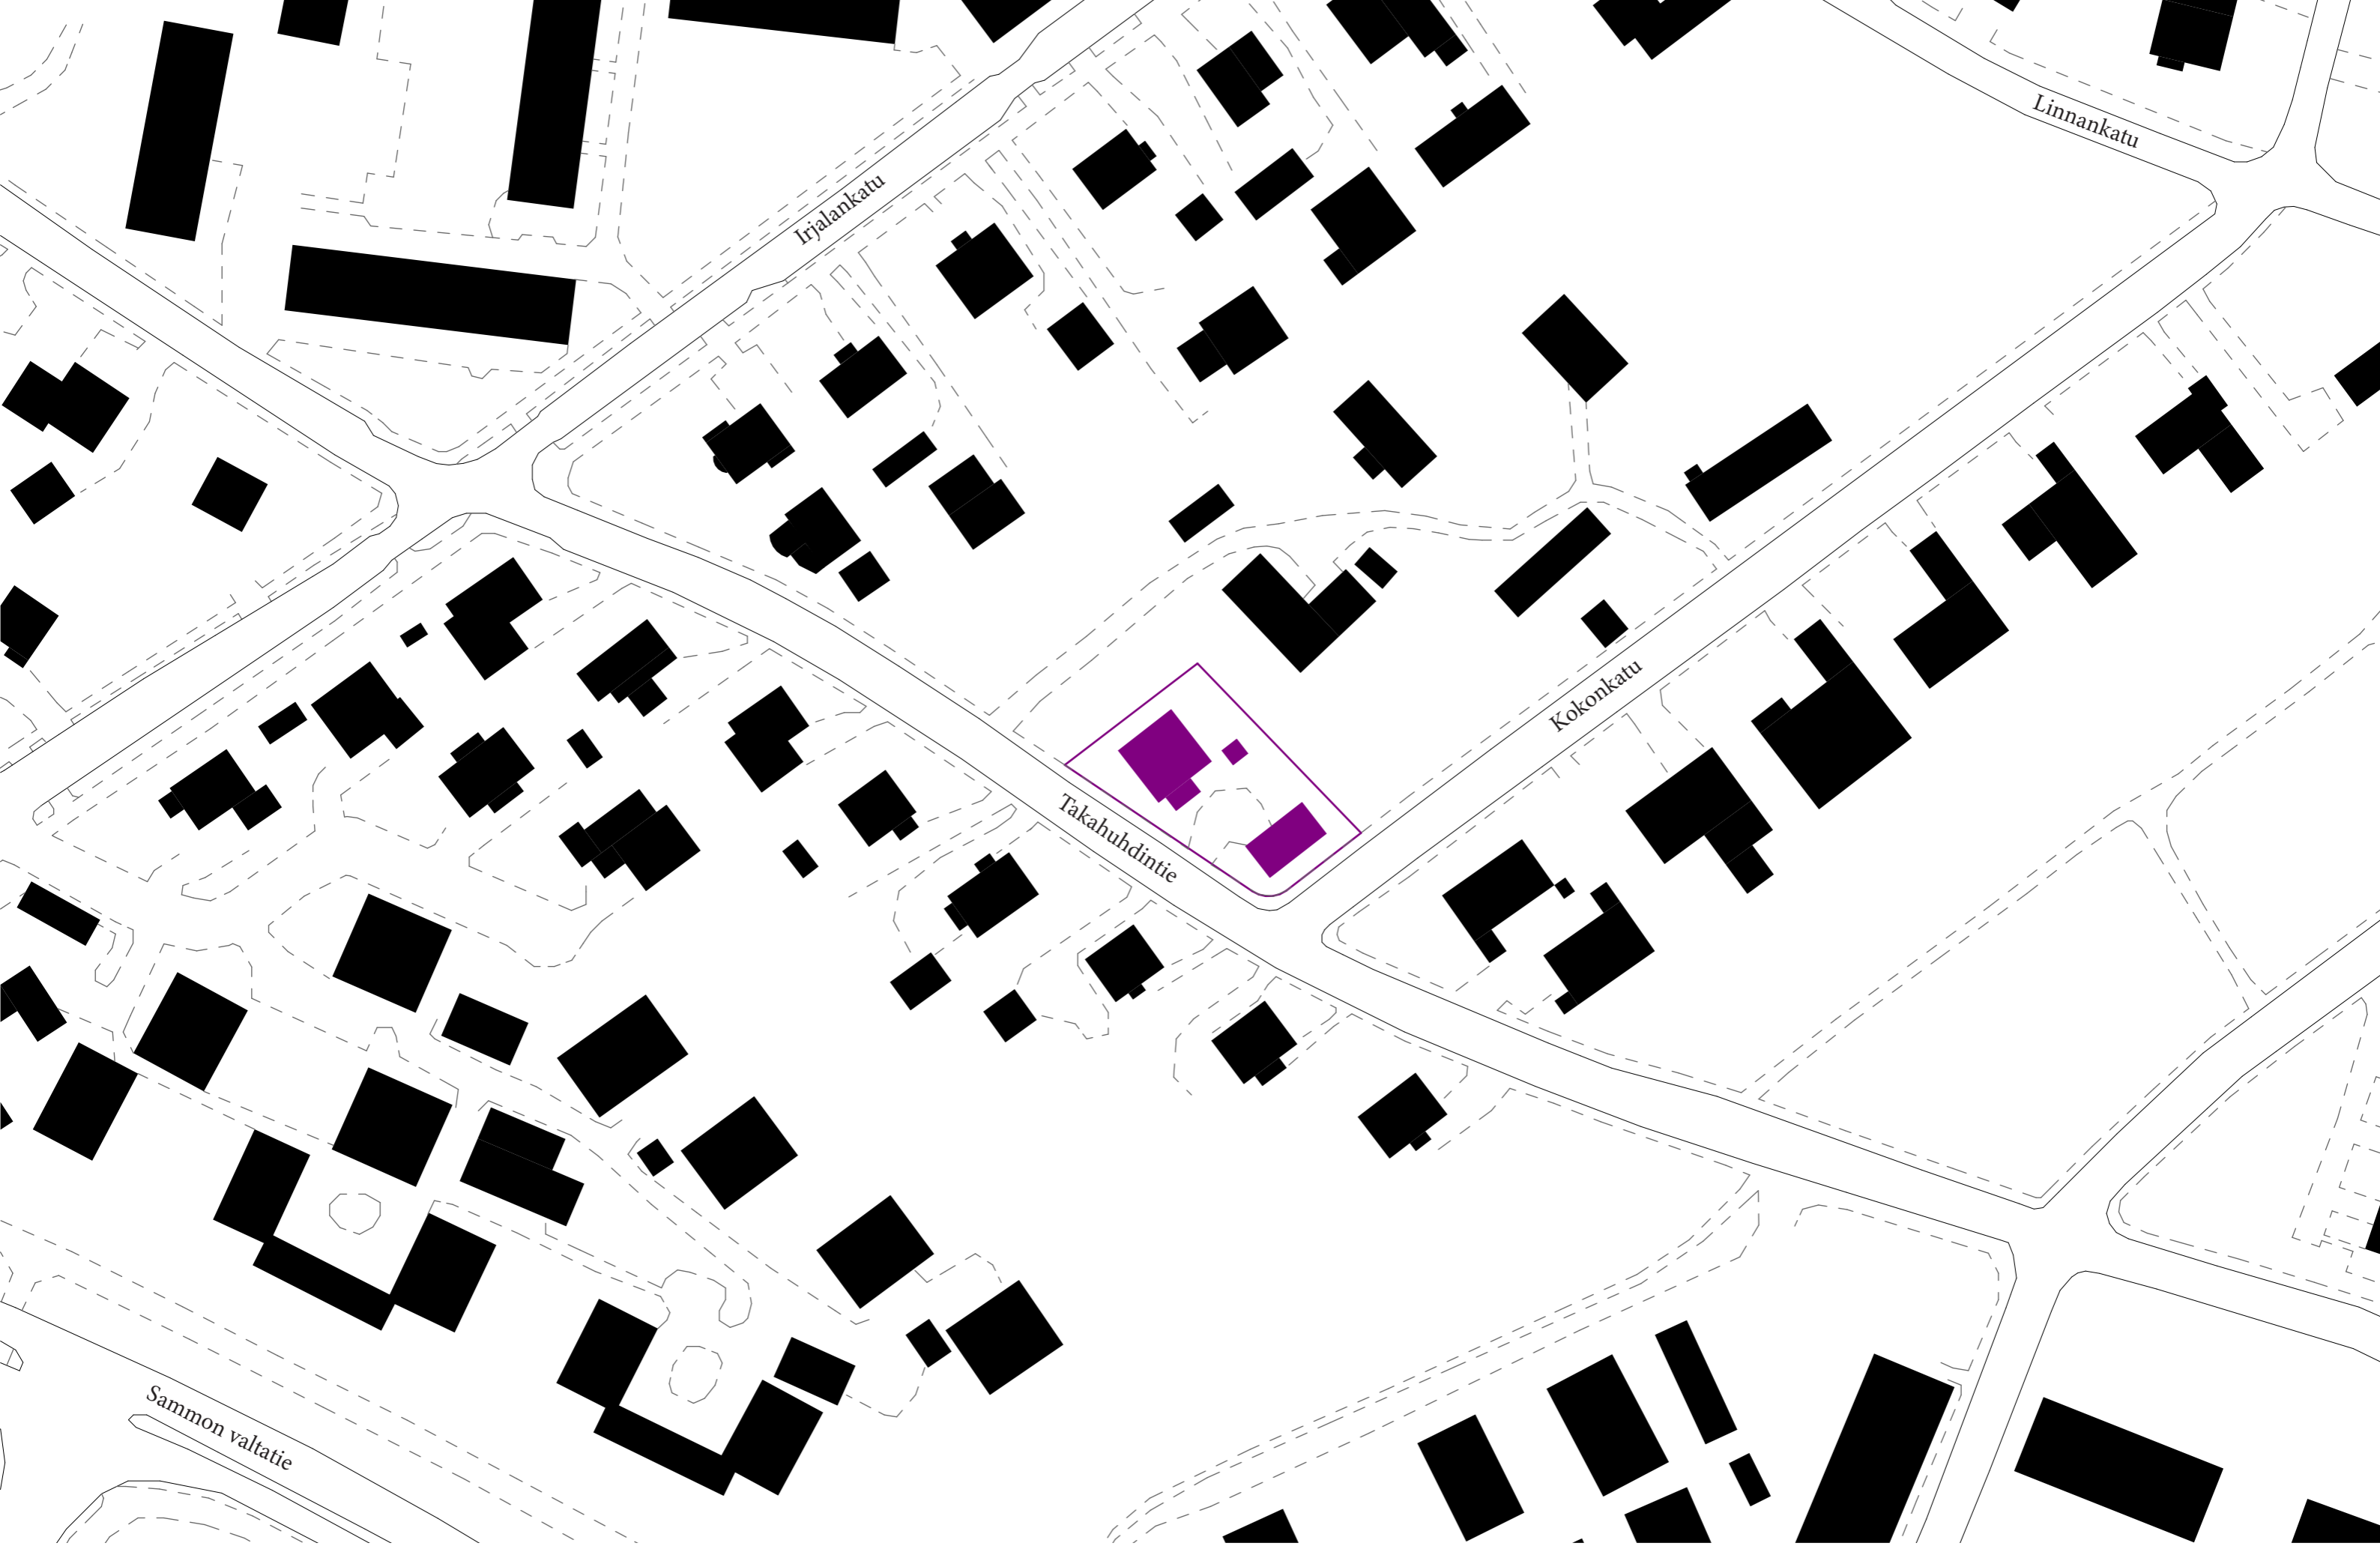 Linnankatu
Irjalankatu
Kokonkatu
Takahuhdintie
Sammon valtatie